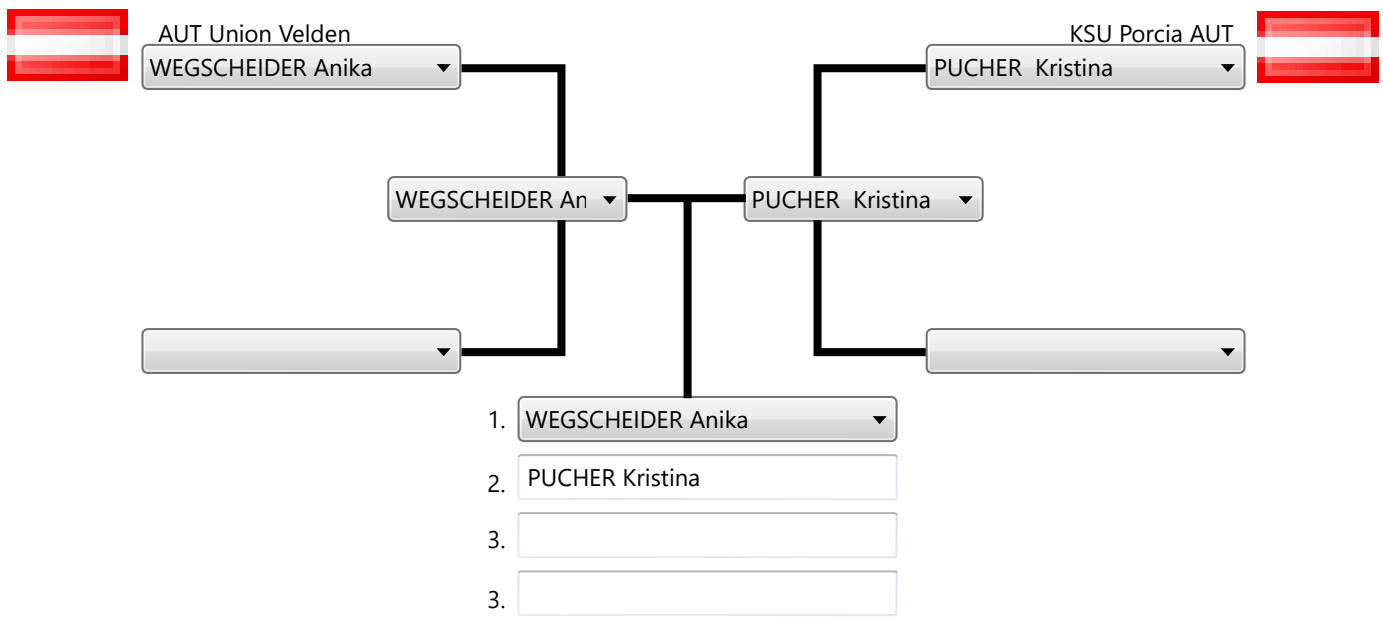 AUT Union Velden
KSU Porcia AUT
WEGSCHEIDER Anika
PUCHER  Kristina
WEGSCHEIDER An
PUCHER  Kristina
1. WEGSCHEIDER Anika
2. PUCHER Kristina
3.
3.